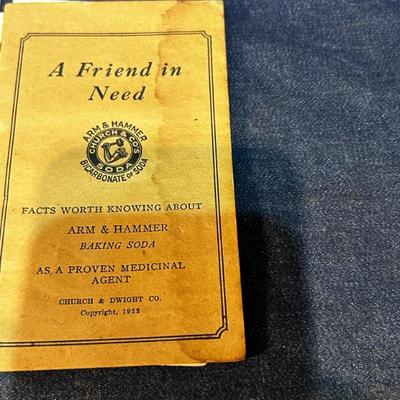 A Friend in
Need
ARM & HAMMER
CHURCH & CO'S
SODA
BICARBONATE OF SODA
FACTS WORTH KNOWING ABOUT
ARM & HAMMER
BAKING SODA
AS A PROVEN MEDICINAL
AGENT
CHURCH & DWIGHT CO.
Copyright, 1922